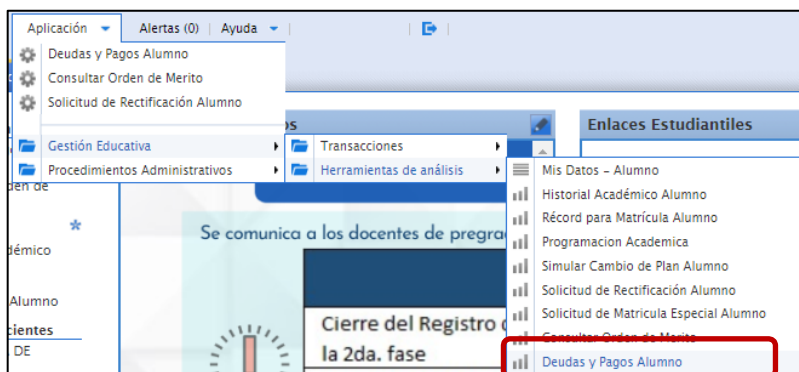 Aplicación Alertas (0) Ayuda
Deudas y Pagos Alumno
Consultar Orden de Merito
Solicitud de Rectificación Alumno
Gestión Educativa
Procedimientos Administrativos
Transacciones
Herramientas de análisis
Enlaces Estudiantiles
Mis Datos - Alumno
Historial Académico Alumno
Récord para Matrícula Alumno
Programacion Academica
Simular Cambio de Plan Alumno
Solicitud de Rectificación Alumno
Solicitud de Matricula Especial Alumno
Consultar Orden de Merito
Deudas y Pagos Alumno
den de
démico
Alumno
cientes
DE
Se comunica a los docentes de pregra
Cierre del Registro
la 2da. fase